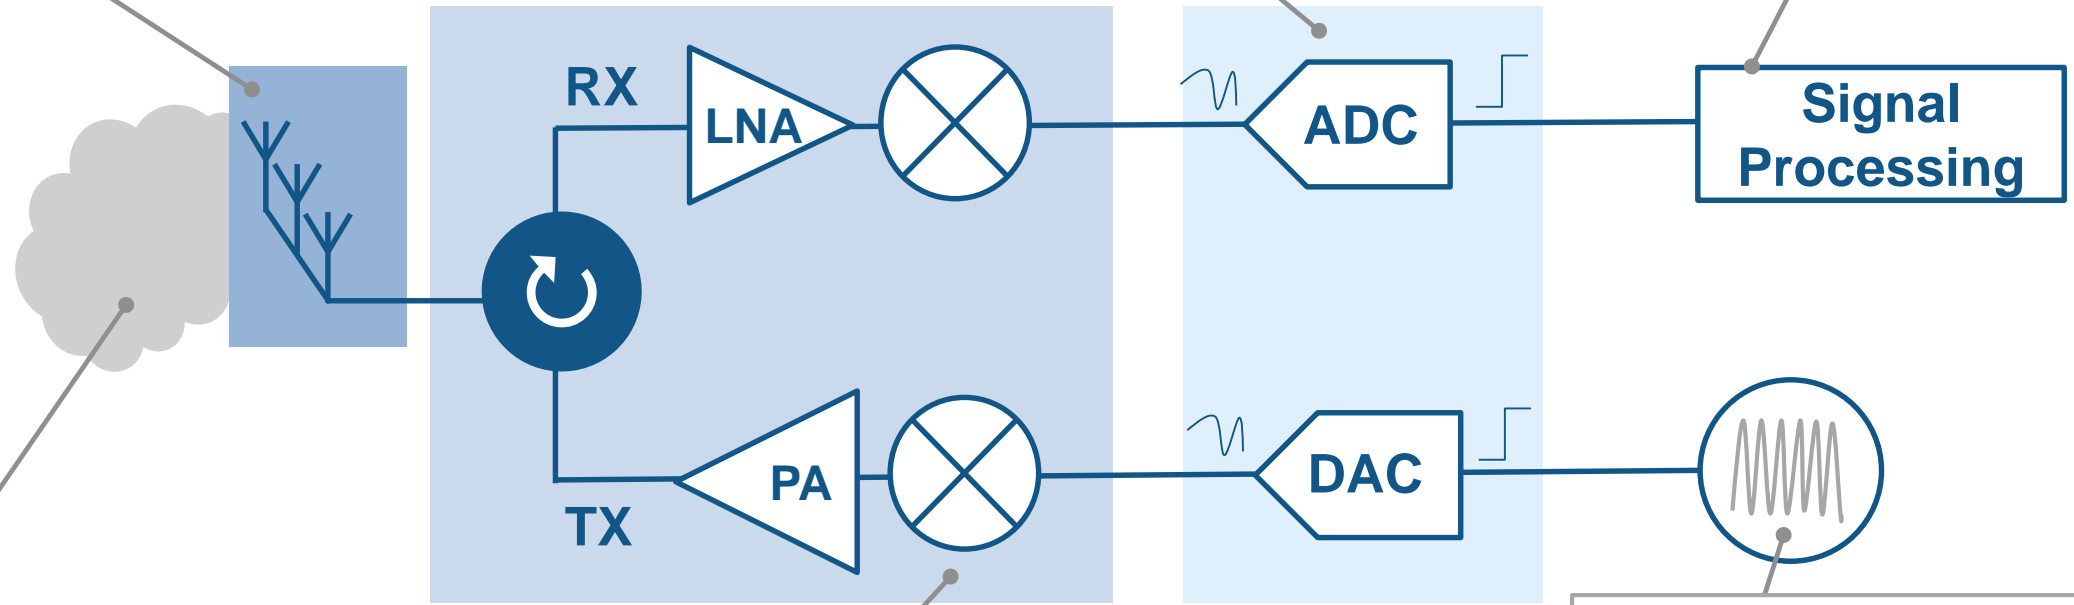 RX
LNA
ADC
Signal
Processing
PA
DAC
TX